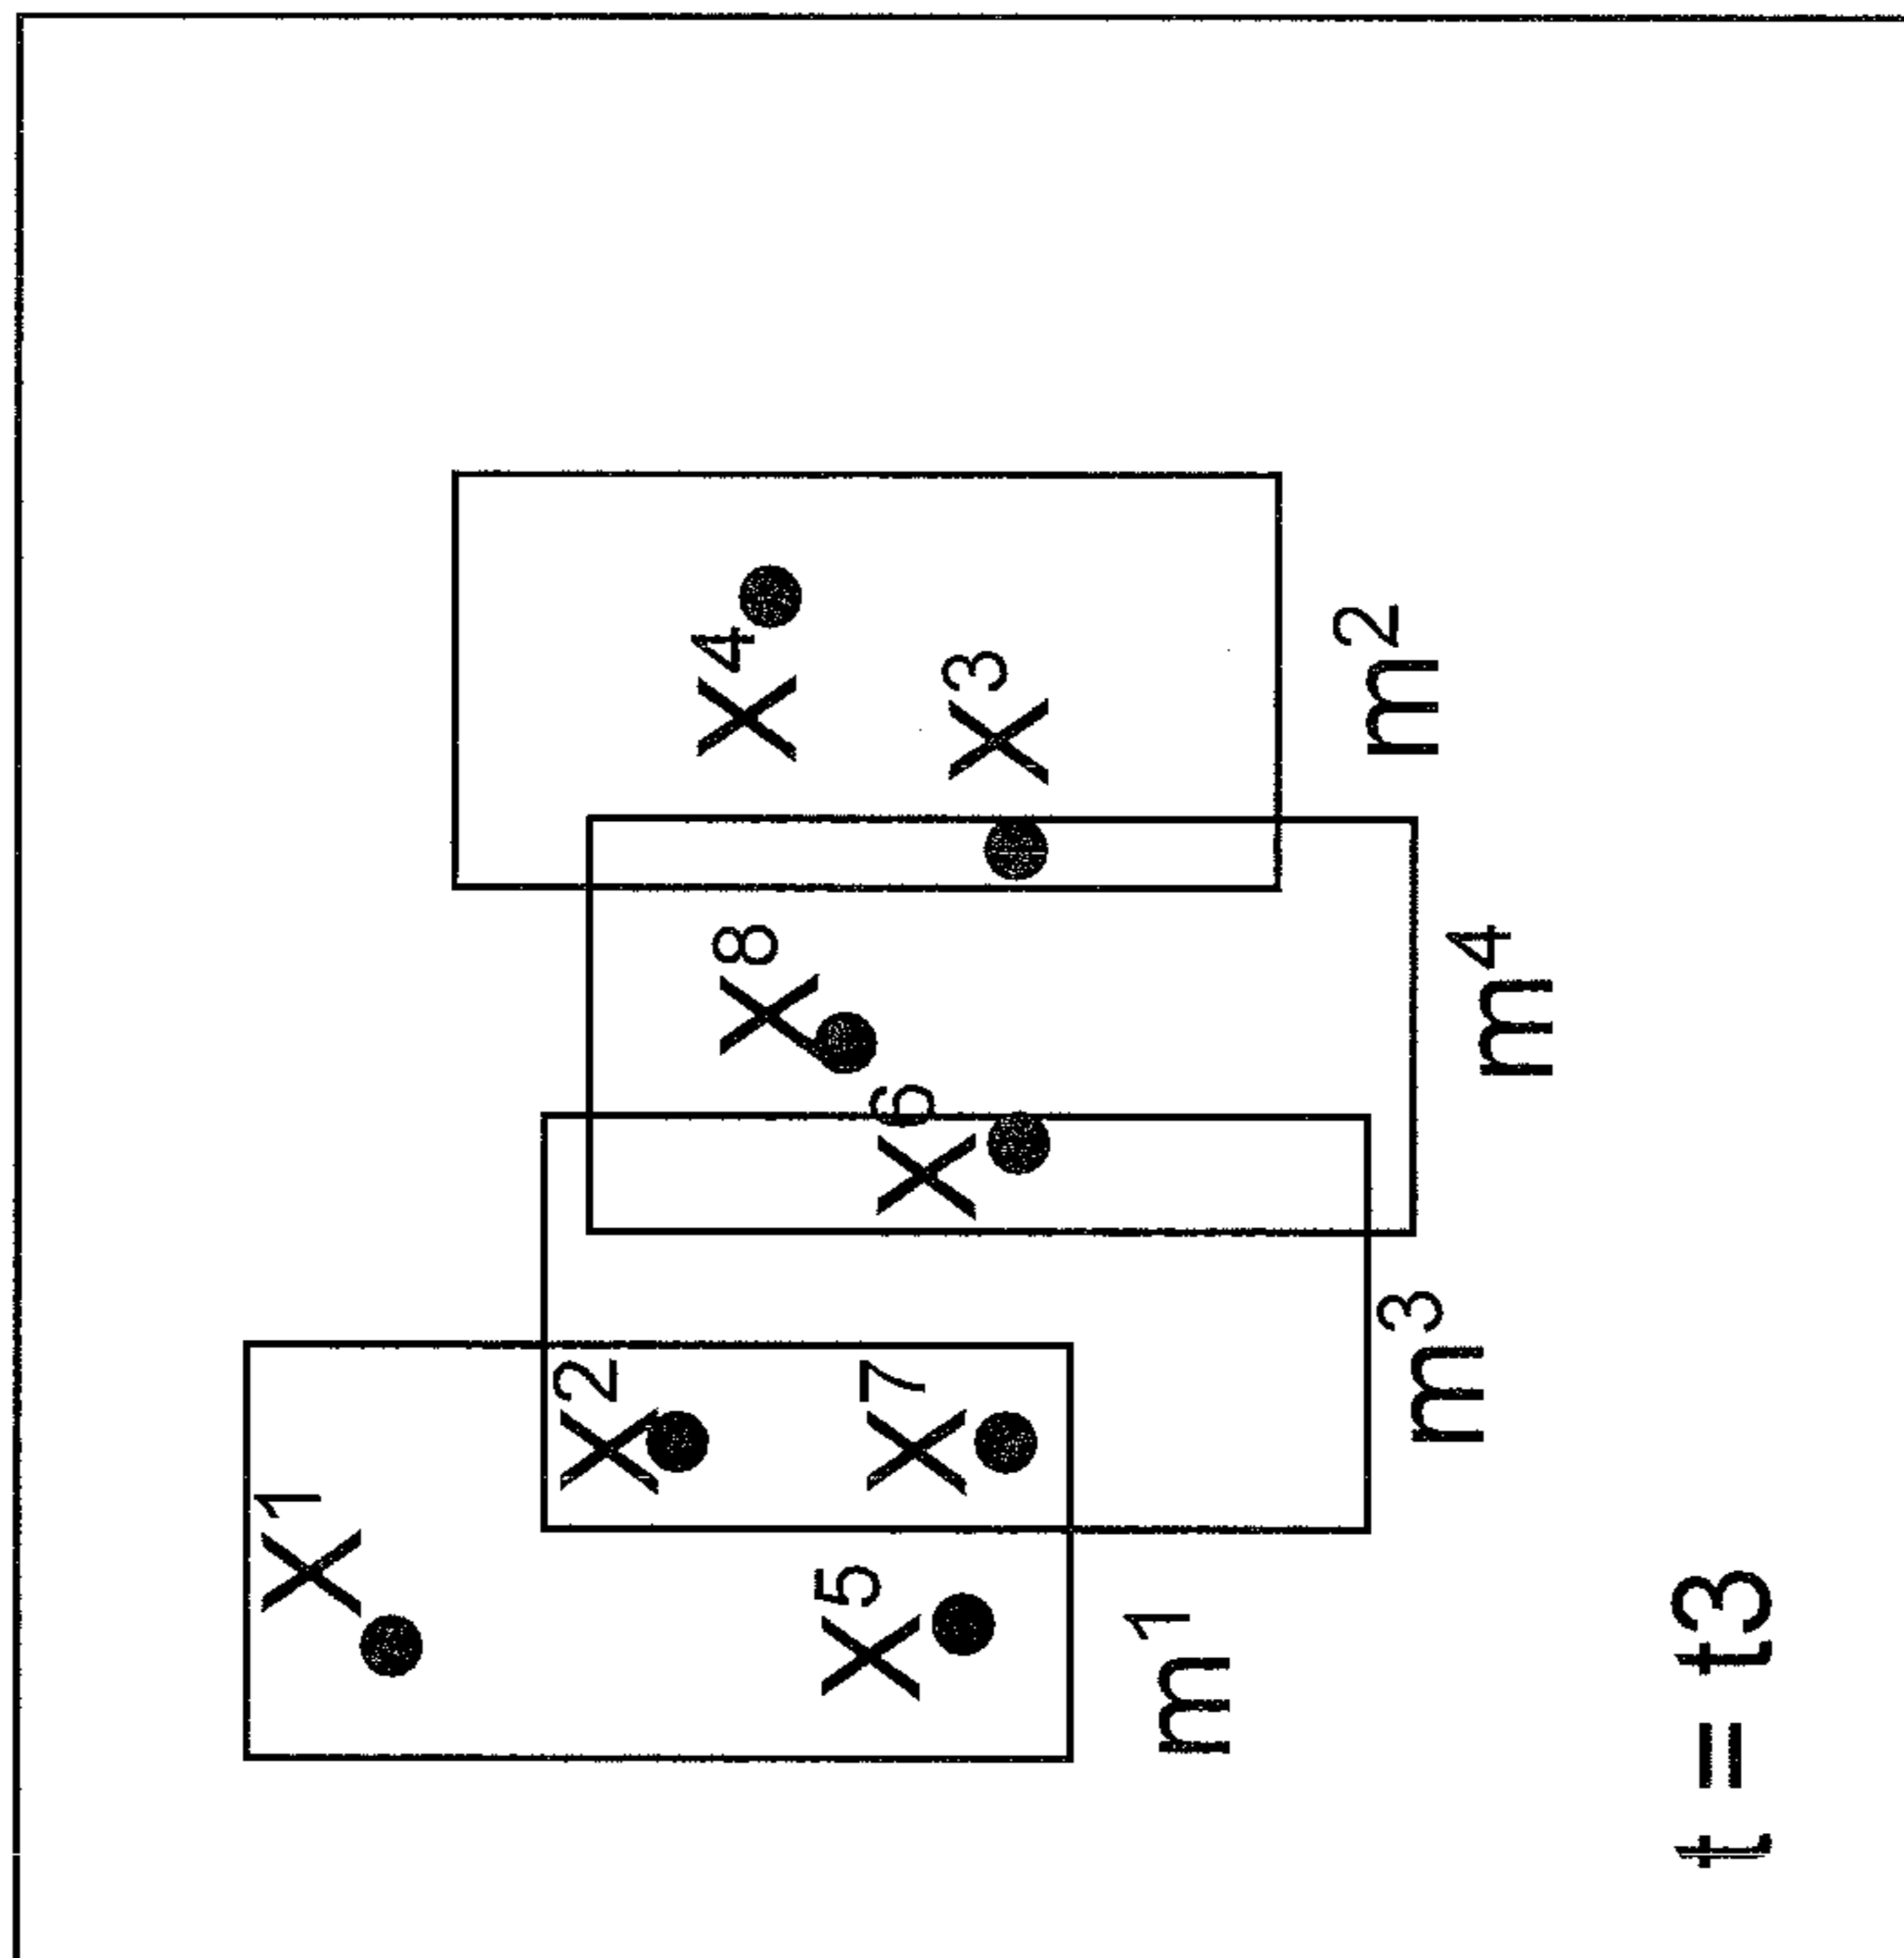 X¹
X²
X⁴
X⁸
X⁵
X⁷
X⁶
X³
m¹
m²
m³
m⁴
t = t3